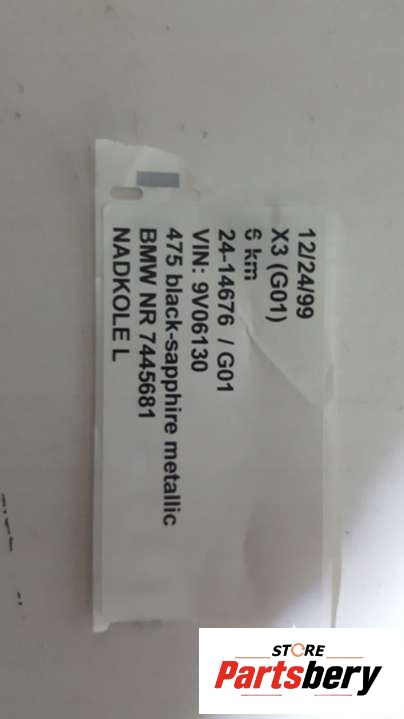 12/24/99
X3 (G01)
6 km
24-14676 / G01
VIN: 9V06130
475 black-sapphire metallic
BMW NR 7445681
NADKOLE L
STORE
Partsbery